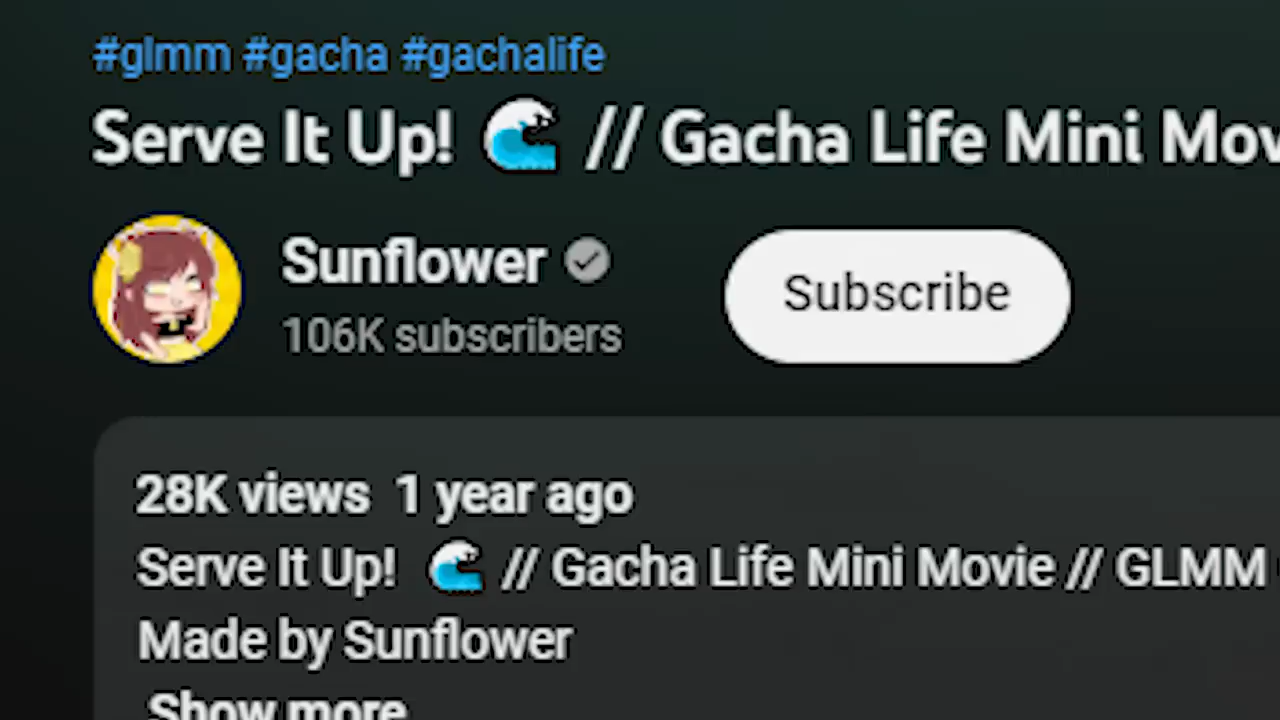 #glmm #gacha #gachalife
Serve It Up! 🌊 // Gacha Life Mini Mov
Sunflower
106K subscribers
Subscribe
28K views 1 year ago
Serve It Up! 🌊 // Gacha Life Mini Movie // GLMM
Made by Sunflower
Show more